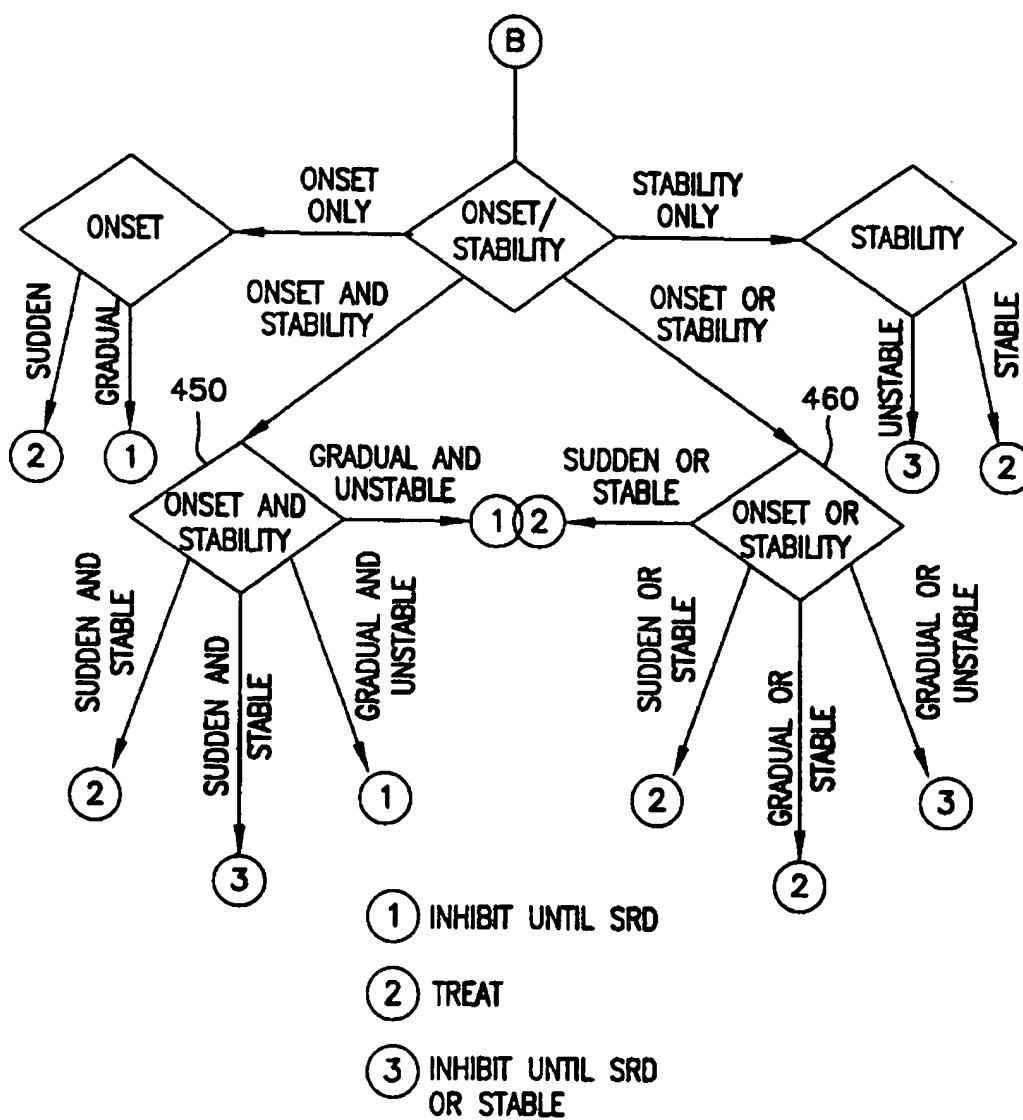 B
ONSET
ONLY
STABILITY
ONLY
ONSET
ONSET/
STABILITY
STABILITY
ONSET AND
STABILITY
ONSET OR
STABILITY
SUDDEN
GRADUAL
UNSTABLE
STABLE
450
460
2
1
3
2
GRADUAL AND
UNSTABLE
SUDDEN OR
STABLE
ONSET AND
STABILITY
1
2
ONSET OR
STABILITY
SUDDEN AND
STABLE
SUDDEN AND
STABLE
GRADUAL AND
UNSTABLE
SUDDEN OR
STABLE
GRADUAL OR
STABLE
GRADUAL OR
UNSTABLE
2
3
1
2
2
3
1 INHIBIT UNTIL SRD
2 TREAT
3 INHIBIT UNTIL SRD
OR STABLE